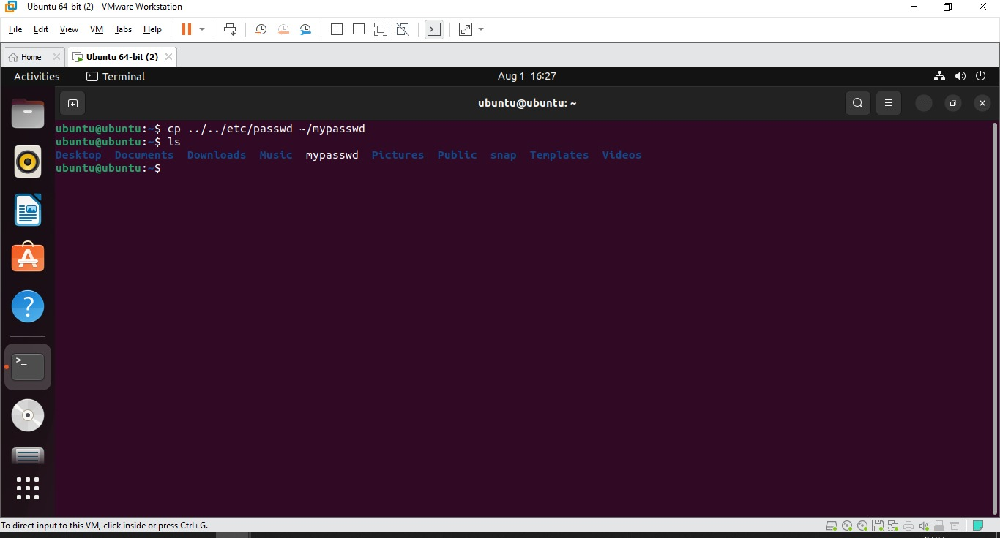 Ubuntu 64-bit (2) - VMware Workstation
File Edit View VM Tabs Help
Home Ubuntu 64-bit (2)
Activities Terminal Aug 1 16:27
ubuntu@ubuntu: ~
ubuntu@ubuntu:~$ cp ../../etc/passwd ~/mypasswd
ubuntu@ubuntu:~$ ls
Desktop Documents Downloads Music mypasswd Pictures Public snap Templates Videos
ubuntu@ubuntu:~$
To direct input to this VM, click inside or press Ctrl+G.